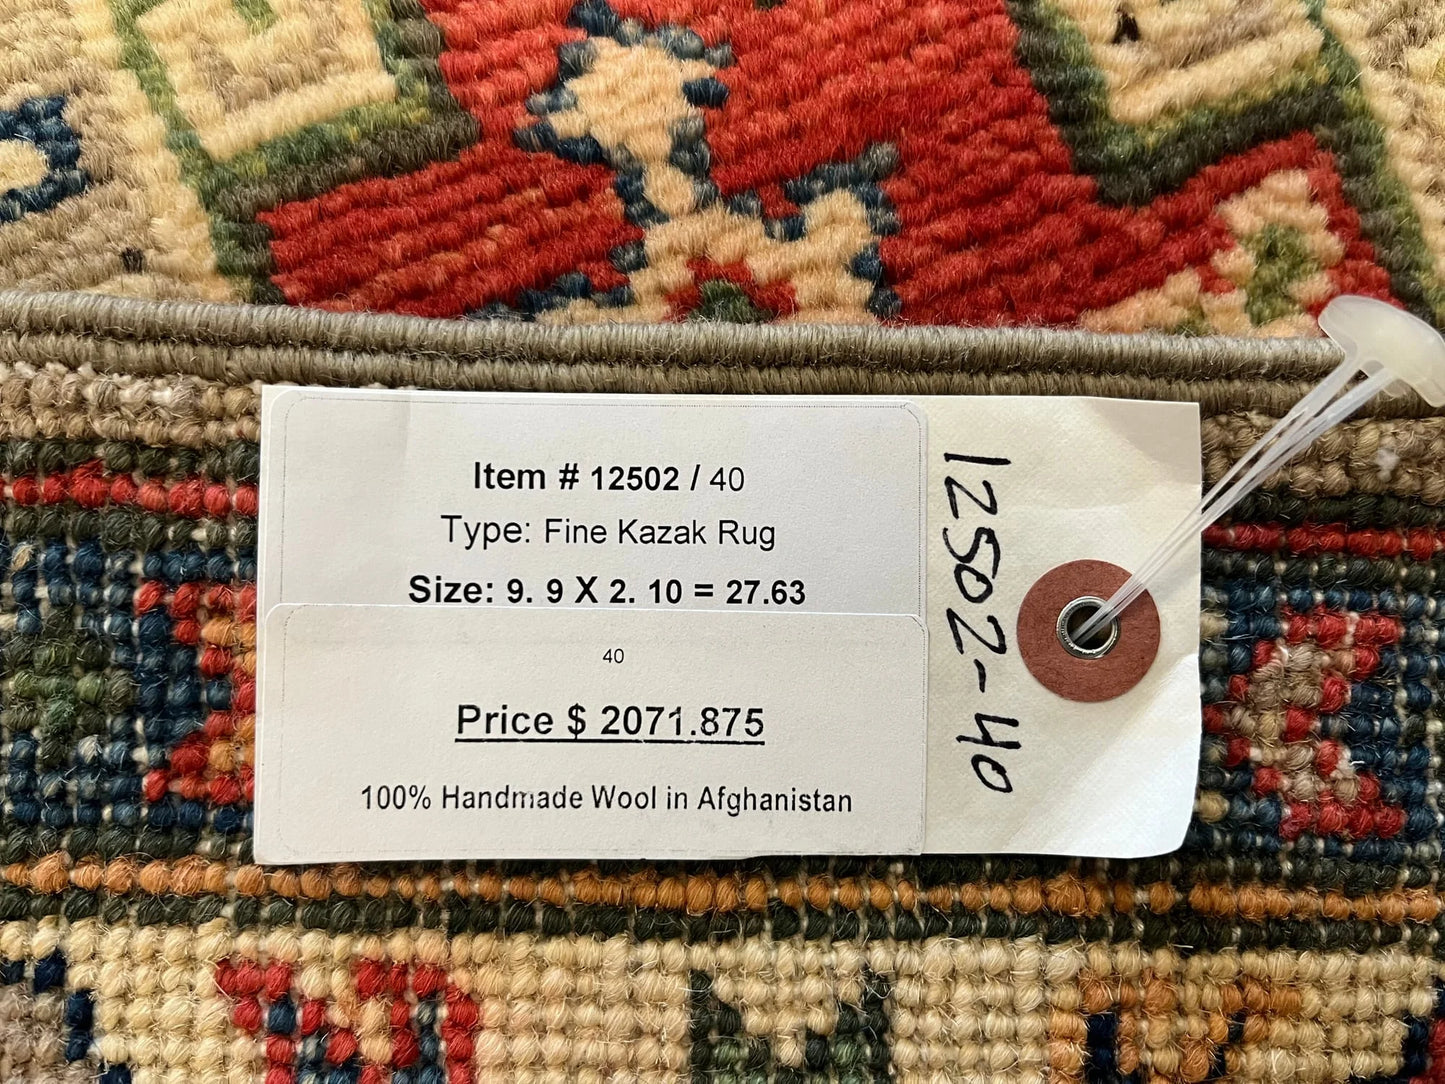 Item # 12502 / 40
Type: Fine Kazak Rug
Size: 9. 9 X 2. 10 = 27.63
40
Price $ 2071.875
100% Handmade Wool in Afghanistan
12502-40